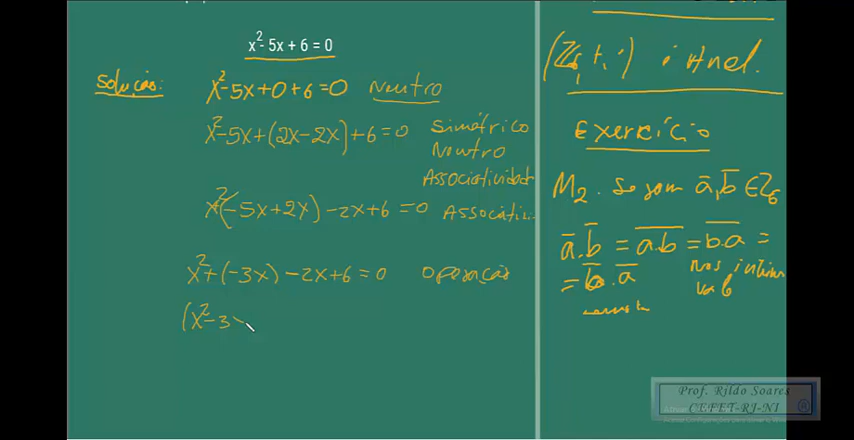 x²- 5x + 6 = 0
Solução:
x²-5x+0+6=0 Neutro
x²-5x+(2x-2x)+6=0 Simétrico
Neutro
Associatividad
x²(-5x+2x)-2x+6=0 Associativi.
x²+(-3x)-2x+6=0 Operação
(x²-3
(Z₆, +, ·) é Anel.
Exercício
M₂. Sejam a̅, b̅ ∈ Z₆
a̅.b̅ = a.b̅ = b.a̅ =
nos inteiros
= b̅.a̅
Prof. Rildo Soares
CEFET-RJ-NI